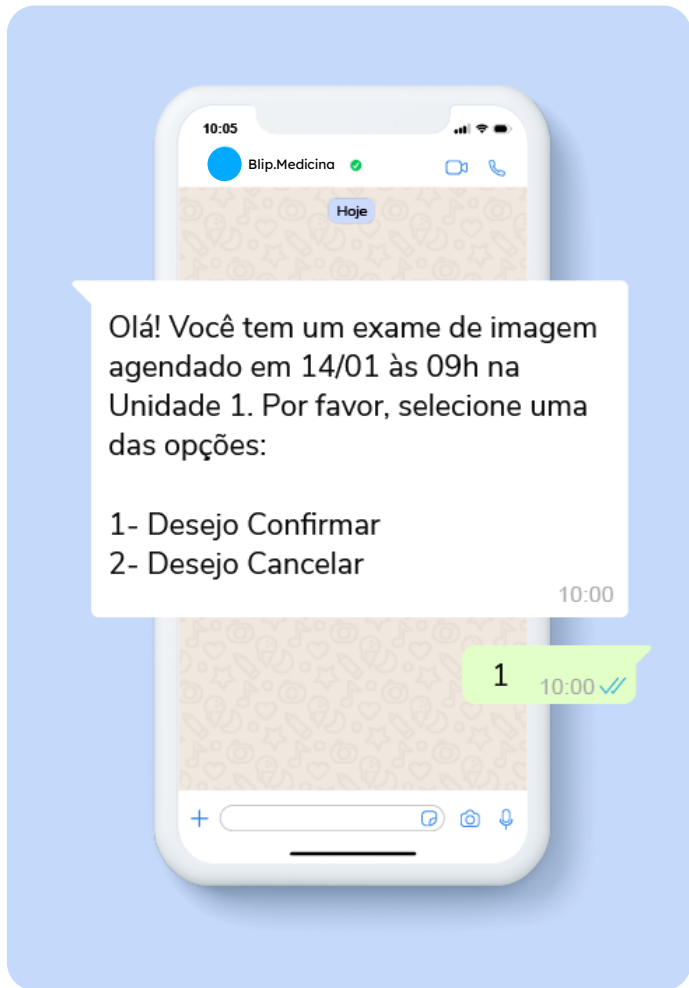 10:05
Blip.Medicina
Hoje
Olá! Você tem um exame de imagem
agendado em 14/01 às 09h na
Unidade 1. Por favor, selecione uma
das opções:
1- Desejo Confirmar
2- Desejo Cancelar
10:00
1 10:00